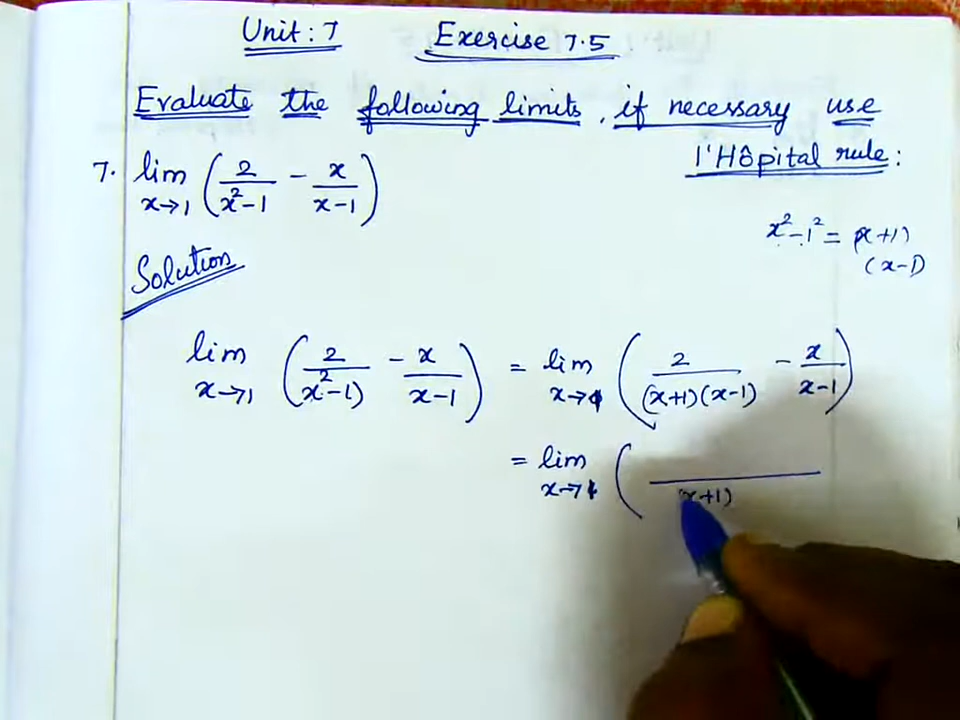 Unit : 7 Exercise 7.5
Evaluate the following limits, if necessary use
l'Hôpital rule :
7. lim x→1 (2/(x²-1) - x/(x-1))
x²-1² = (x+1)
(x-1)
Solution
lim x→1 (2/(x²-1) - x/(x-1)) = lim x→1 (2/((x+1)(x-1)) - x/(x-1))
= lim x→1 ( /(x+1)